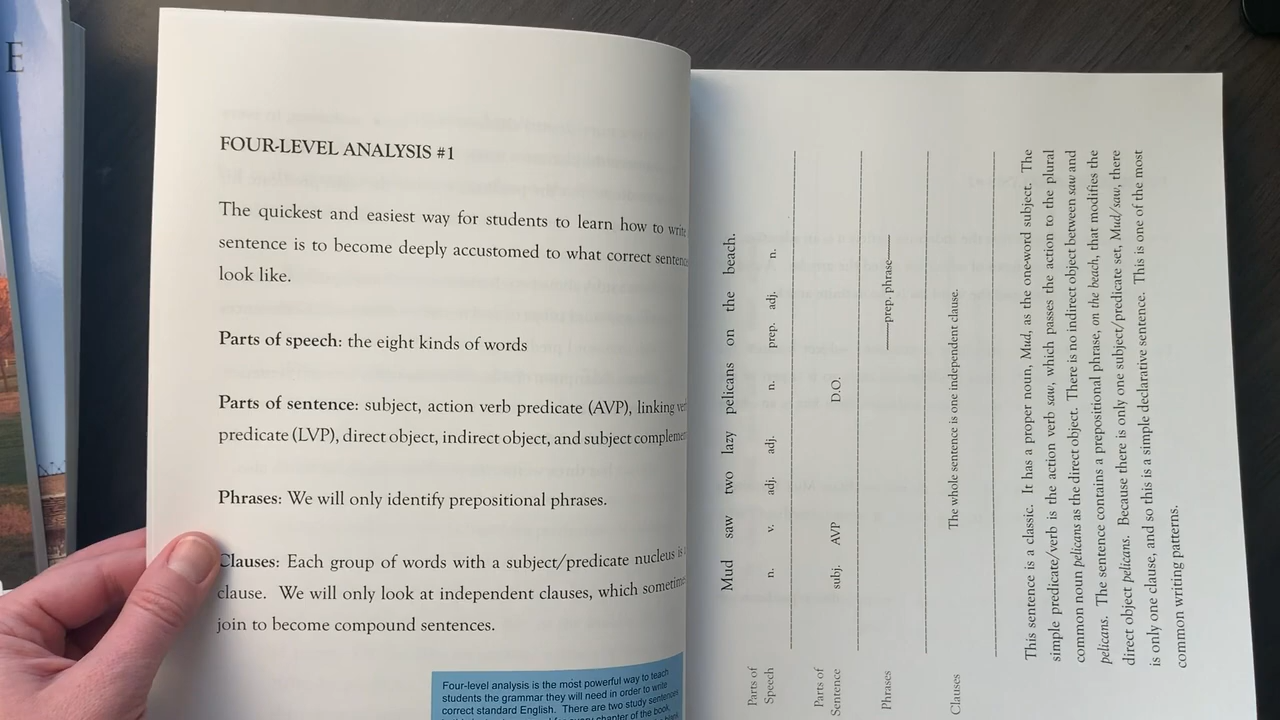 E
FOUR-LEVEL ANALYSIS #1
The quickest and easiest way for students to learn how to write
sentence is to become deeply accustomed to what correct sentenc
look like.
Parts of speech: the eight kinds of words
Parts of sentence: subject, action verb predicate (AVP), linking ver
predicate (LVP), direct object, indirect object, and subject complemen
Phrases: We will only identify prepositional phrases.
Clauses: Each group of words with a subject/predicate nucleus is a
clause. We will only look at independent clauses, which sometime
join to become compound sentences.
Four-level analysis is the most powerful way to teach
students the grammar they will need in order to write
correct standard English. There are two study sentences
chapter of the book,
Mud saw two lazy pelicans on the beach.
Parts of Speech n. v. adj. adj. n. prep. adj. n.
Parts of Sentence subj. AVP D.O.
Phrases —prep. phrase—
Clauses The whole sentence is one independent clause.
This sentence is a classic. It has a proper noun, Mud, as the one-word subject. The
simple predicate/verb is the action verb saw, which passes the action to the plural
common noun pelicans as the direct object. There is no indirect object between saw and
pelicans. The sentence contains a prepositional phrase, on the beach, that modifies the
direct object pelicans. Because there is only one subject/predicate set, Mud/saw, there
is only one clause, and so this is a simple declarative sentence. This is one of the most
common writing patterns.